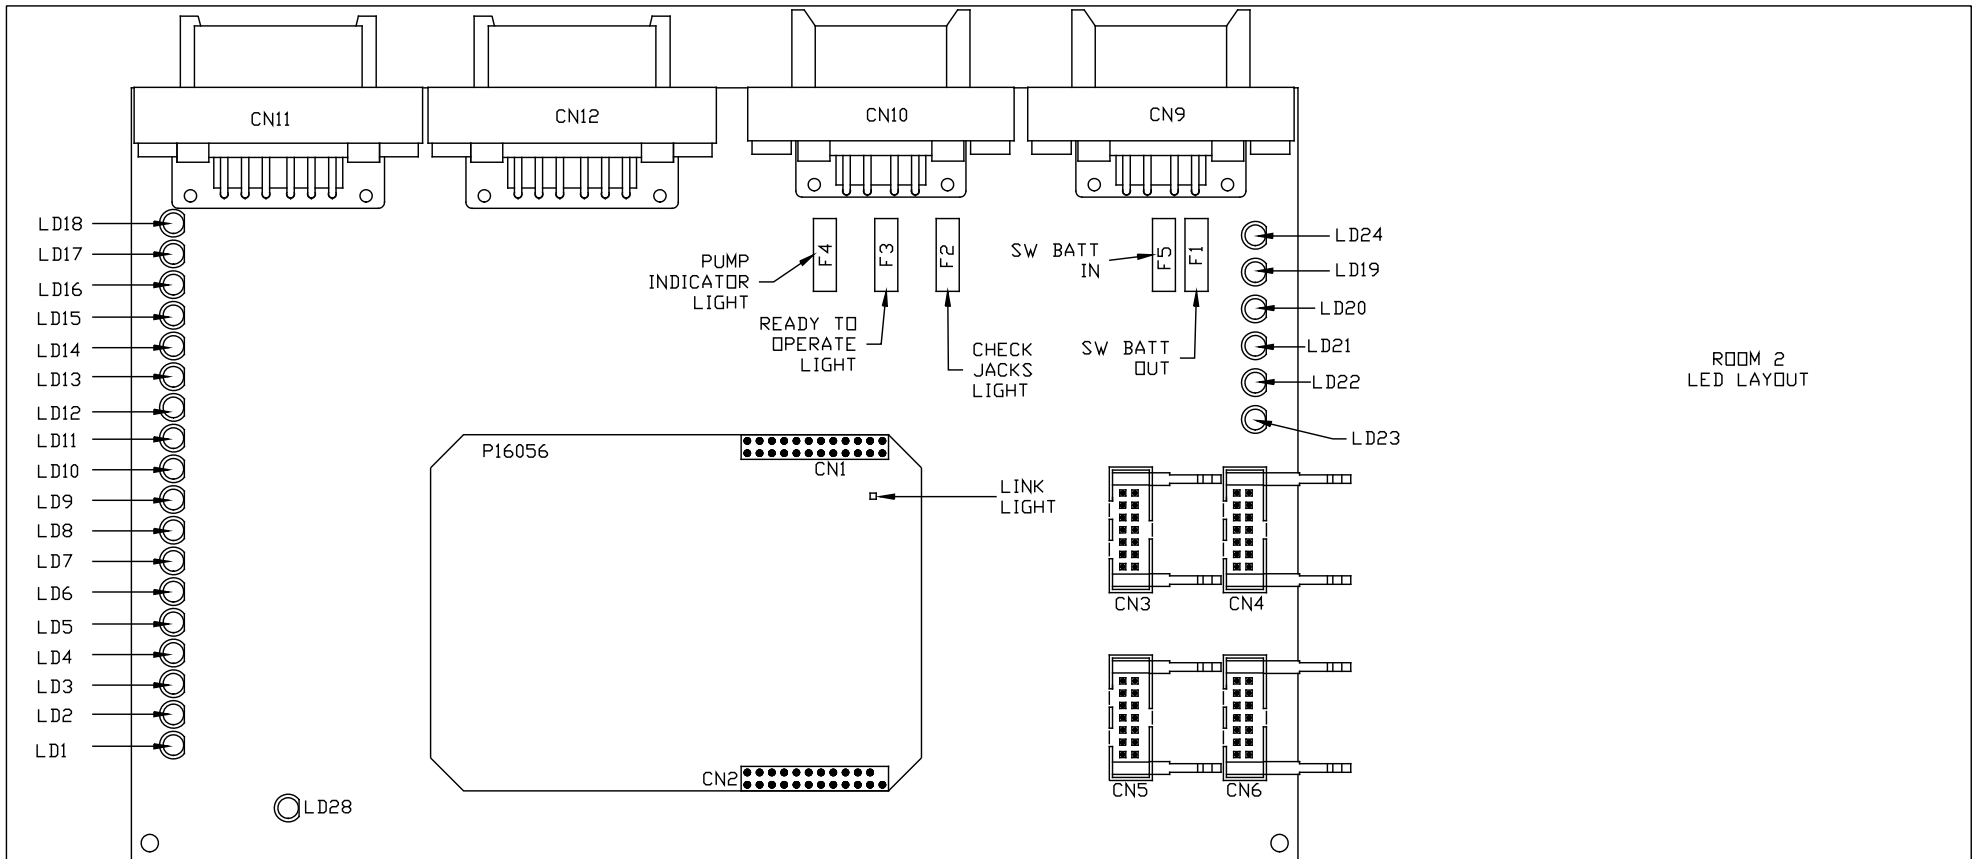 CN11
CN12
CN10
CN9
LD18
LD17
LD16
LD15
LD14
LD13
LD12
LD11
LD10
LD9
LD8
LD7
LD6
LD5
LD4
LD3
LD2
LD1
LD28
F4
F3
F2
F5
F1
PUMP
INDICATOR
LIGHT
READY TO
OPERATE
LIGHT
CHECK
JACKS
LIGHT
SW BATT
IN
SW BATT
OUT
LD24
LD19
LD20
LD21
LD22
LD23
P16056
CN1
LINK
LIGHT
CN2
CN3
CN4
CN5
CN6
ROOM 2
LED LAYOUT